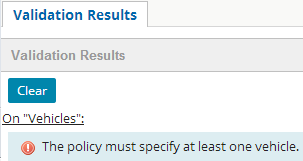 Validation Results
Validation Results
Clear
On "Vehicles":
The policy must specify at least one vehicle.